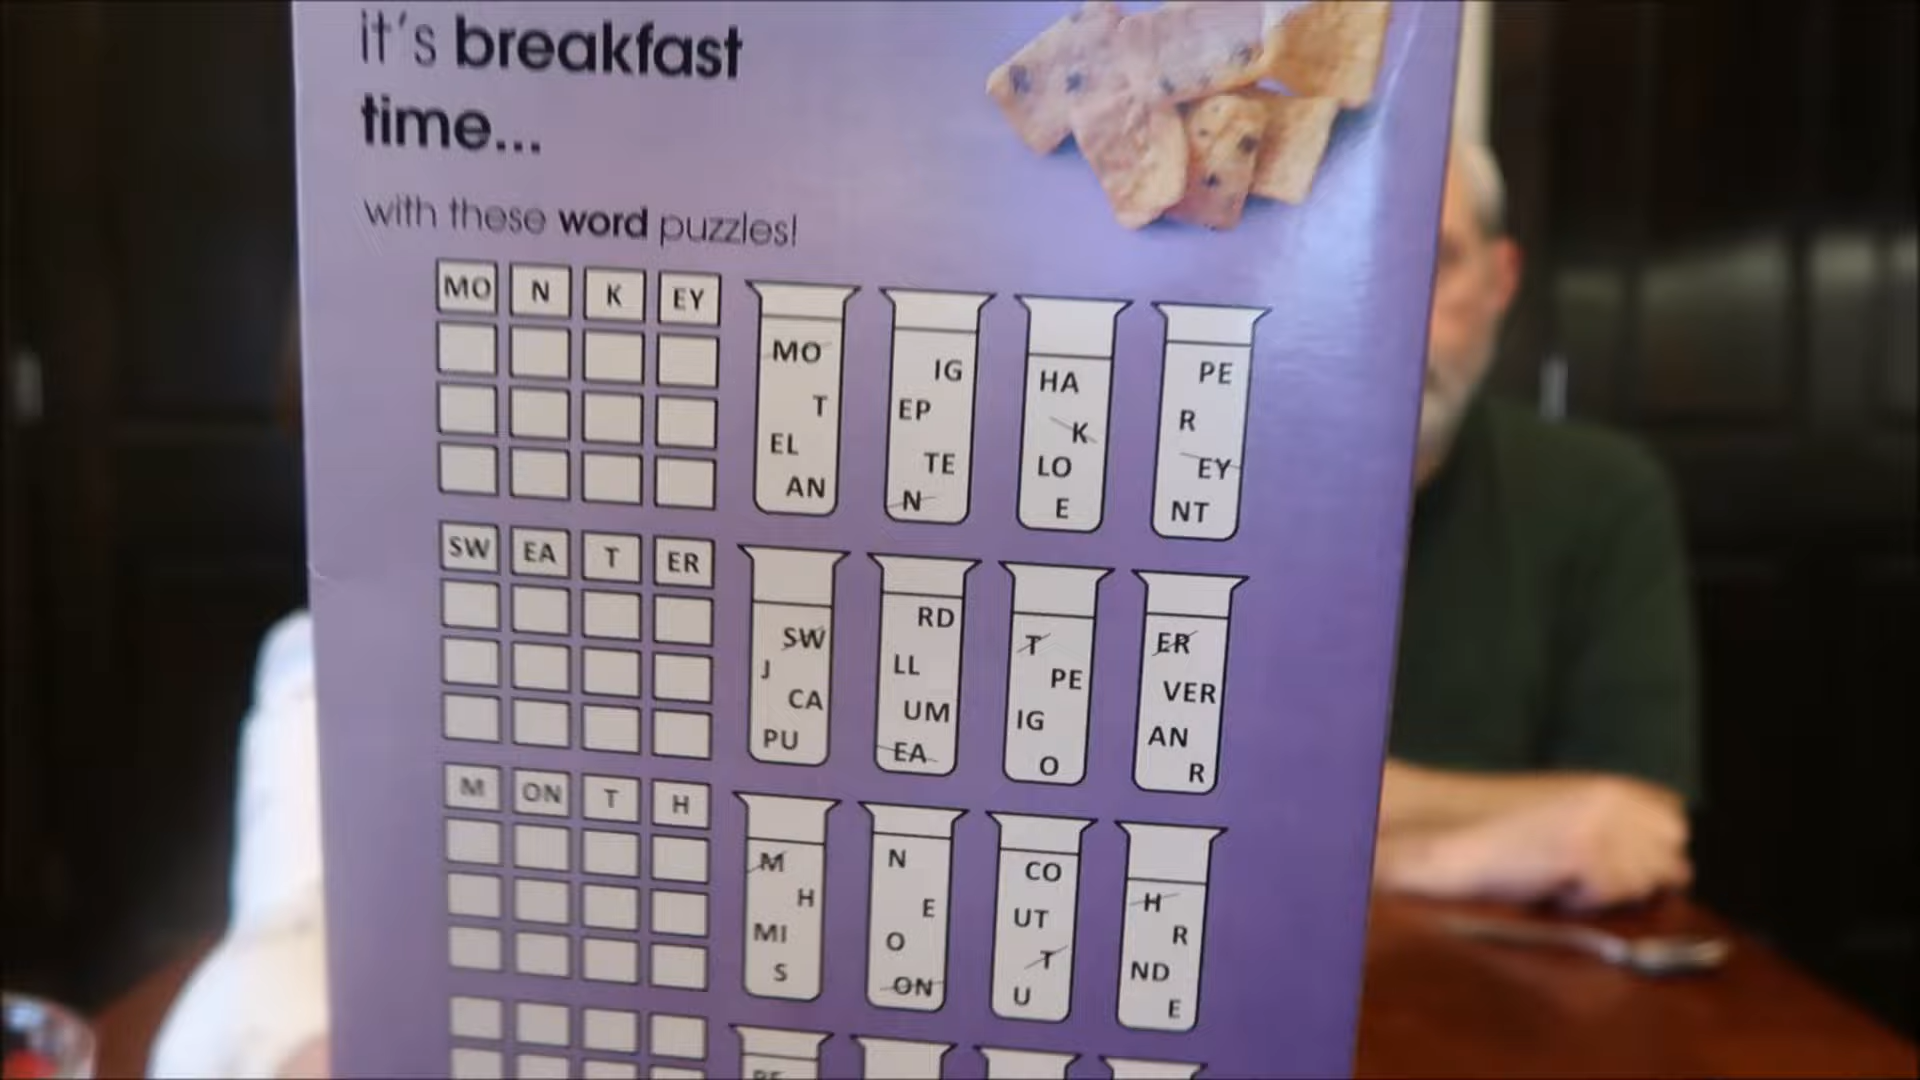 it's breakfast
time...
with these word puzzles!
MO N K EY
MO
T
EL
AN
IG
EP
TE
N
HA
K
LO
E
PE
R
EY
NT
SW EA T ER
SW
J
CA
PU
RD
LL
UM
EA
T
PE
IG
O
ER
VER
AN
R
M ON T H
M
H
MI
S
N
E
O
ON
CO
UT
T
U
H
R
ND
E